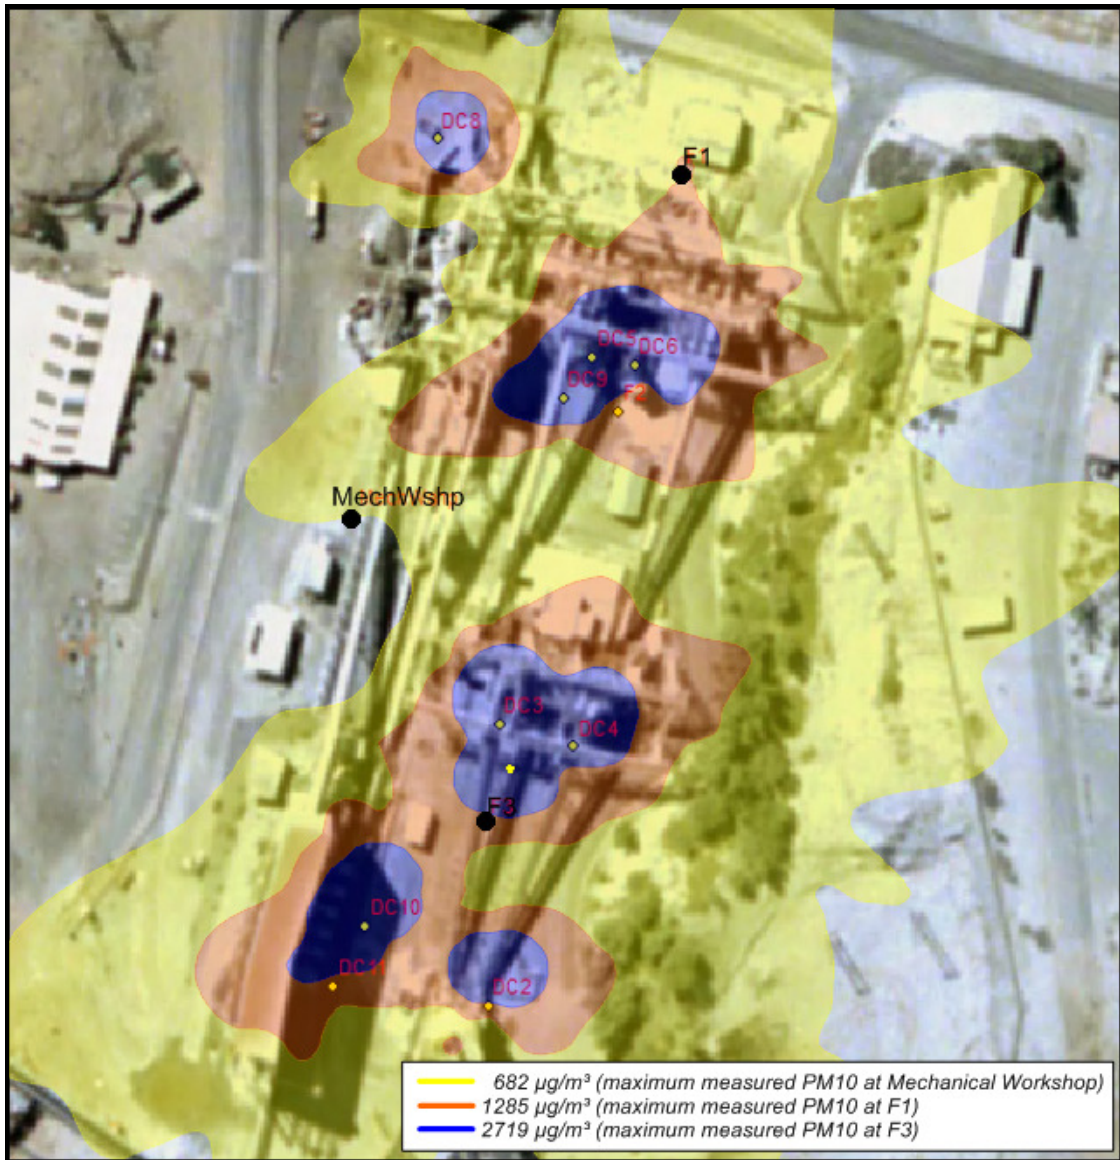 DC8
F1
DC5
DC6
DC9
F2
MechWshp
DC3
DC4
F3
DC10
DC11
DC2
682 µg/m³ (maximum measured PM10 at Mechanical Workshop)
1285 µg/m³ (maximum measured PM10 at F1)
2719 µg/m³ (maximum measured PM10 at F3)